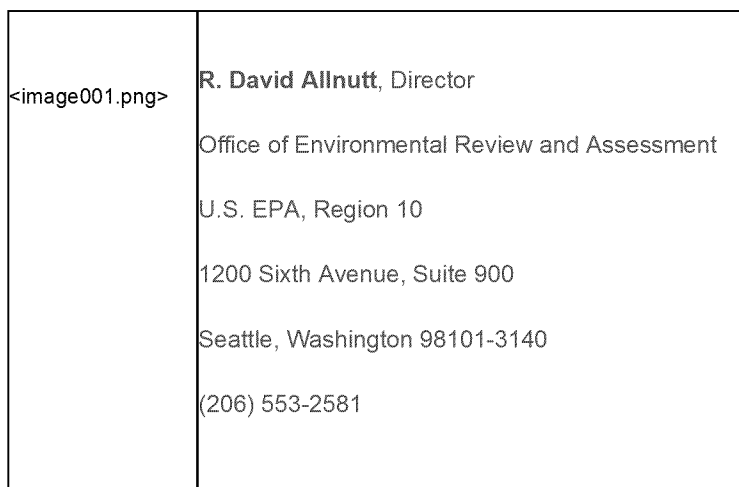 <image001.png>
R. David Allnutt, Director
Office of Environmental Review and Assessment
U.S. EPA, Region 10
1200 Sixth Avenue, Suite 900
Seattle, Washington 98101-3140
(206) 553-2581